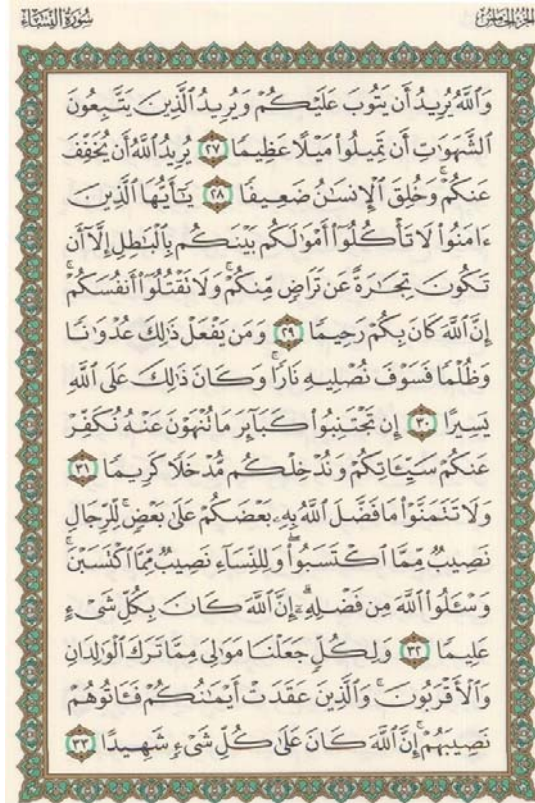 سُورَةُ النِّسَاءِ
الجُزْءُ الخَامِسُ
وَٱللَّهُ يُرِيدُ أَن يَتُوبَ عَلَيْكُمْ وَيُرِيدُ ٱلَّذِينَ يَتَّبِعُونَ
ٱلشَّهَوَٰتِ أَن تَمِيلُوا۟ مَيْلًا عَظِيمًا ٢٧ يُرِيدُ ٱللَّهُ أَن يُخَفِّفَ
عَنكُمْ ۚ وَخُلِقَ ٱلْإِنسَٰنُ ضَعِيفًا ٢٨ يَٰٓأَيُّهَا ٱلَّذِينَ
ءَامَنُوا۟ لَا تَأْكُلُوٓا۟ أَمْوَٰلَكُم بَيْنَكُم بِٱلْبَٰطِلِ إِلَّآ أَن
تَكُونَ تِجَٰرَةً عَن تَرَاضٍ مِّنكُمْ ۚ وَلَا تَقْتُلُوٓا۟ أَنفُسَكُمْ ۚ
إِنَّ ٱللَّهَ كَانَ بِكُمْ رَحِيمًا ٢٩ وَمَن يَفْعَلْ ذَٰلِكَ عُدْوَٰنًا
وَظُلْمًا فَسَوْفَ نُصْلِيهِ نَارًا ۚ وَكَانَ ذَٰلِكَ عَلَى ٱللَّهِ
يَسِيرًا ٣٠ إِن تَجْتَنِبُوا۟ كَبَآئِرَ مَا تُنْهَوْنَ عَنْهُ نُكَفِّرْ
عَنكُمْ سَيِّـَٔاتِكُمْ وَنُدْخِلْكُم مُّدْخَلًا كَرِيمًا ٣١
وَلَا تَتَمَنَّوْا۟ مَا فَضَّلَ ٱللَّهُ بِهِۦ بَعْضَكُمْ عَلَىٰ بَعْضٍ ۚ لِّلرِّجَالِ
نَصِيبٌ مِّمَّا ٱكْتَسَبُوا۟ ۖ وَلِلنِّسَآءِ نَصِيبٌ مِّمَّا ٱكْتَسَبْنَ ۚ
وَسْـَٔلُوا۟ ٱللَّهَ مِن فَضْلِهِۦٓ ۗ إِنَّ ٱللَّهَ كَانَ بِكُلِّ شَىْءٍ
عَلِيمًا ٣٢ وَلِكُلٍّ جَعَلْنَا مَوَٰلِىَ مِمَّا تَرَكَ ٱلْوَٰلِدَانِ
وَٱلْأَقْرَبُونَ ۚ وَٱلَّذِينَ عَقَدَتْ أَيْمَٰنُكُمْ فَـَٔاتُوهُمْ
نَصِيبَهُمْ ۚ إِنَّ ٱللَّهَ كَانَ عَلَىٰ كُلِّ شَىْءٍ شَهِيدًا ٣٣